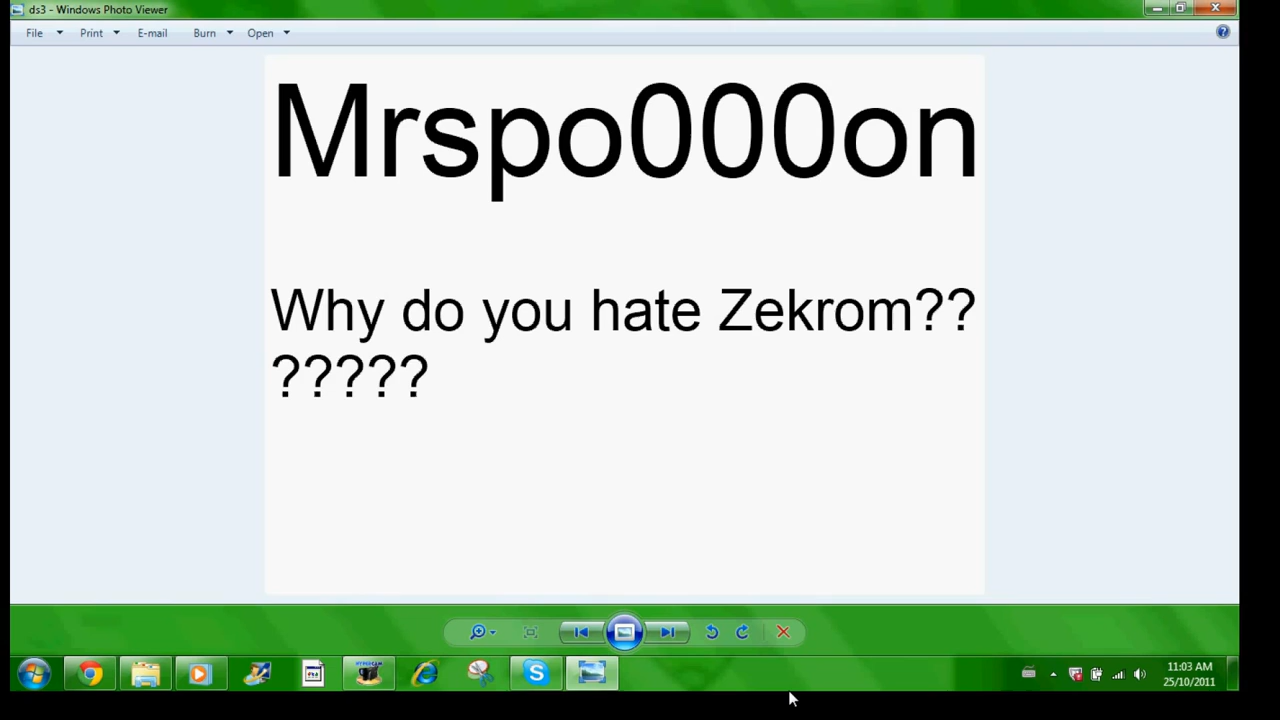 ds3 - Windows Photo Viewer
File Print E-mail Burn Open
Mrspo000on
Why do you hate Zekrom??
?????
11:03 AM
25/10/2011